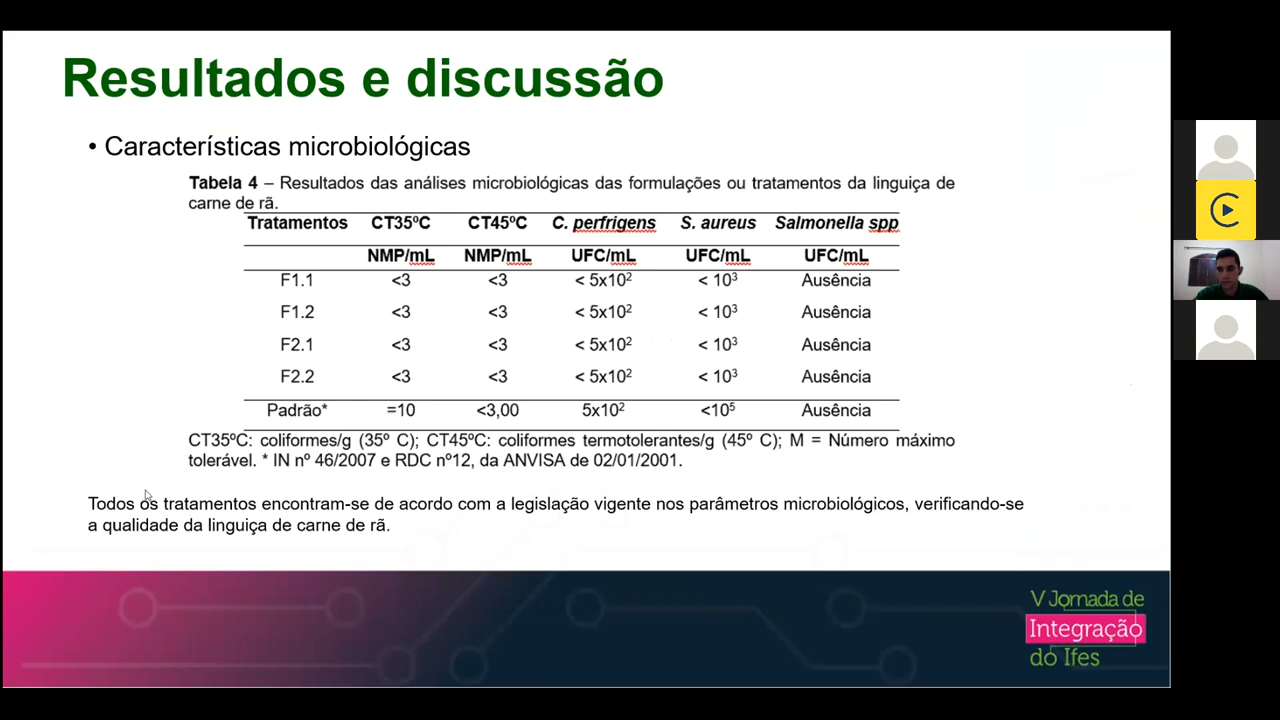 Resultados e discussão
• Características microbiológicas
Tabela 4 – Resultados das análises microbiológicas das formulações ou tratamentos da linguiça de
carne de rã.
Tratamentos CT35ºC CT45ºC C. perfrigens S. aureus Salmonella spp
NMP/mL NMP/mL UFC/mL UFC/mL UFC/mL
F1.1 <3 <3 < 5x10² < 10³ Ausência
F1.2 <3 <3 < 5x10² < 10³ Ausência
F2.1 <3 <3 < 5x10² < 10³ Ausência
F2.2 <3 <3 < 5x10² < 10³ Ausência
Padrão* =10 <3,00 5x10² <10⁵ Ausência
CT35ºC: coliformes/g (35º C); CT45ºC: coliformes termotolerantes/g (45º C); M = Número máximo
tolerável. * IN nº 46/2007 e RDC nº12, da ANVISA de 02/01/2001.
Todos os tratamentos encontram-se de acordo com a legislação vigente nos parâmetros microbiológicos, verificando-se
a qualidade da linguiça de carne de rã.
V Jornada de
Integração
do Ifes